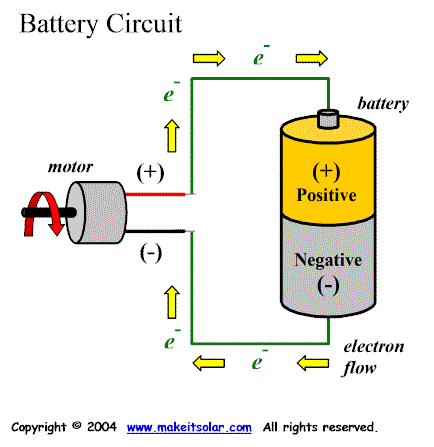 Battery Circuit
e-
e-
battery
motor
(+)
(+)
Positive
Negative
(-)
(-)
e-
e-
electron
flow
Copyright © 2004 www.makeitsolar.com All rights reserved.